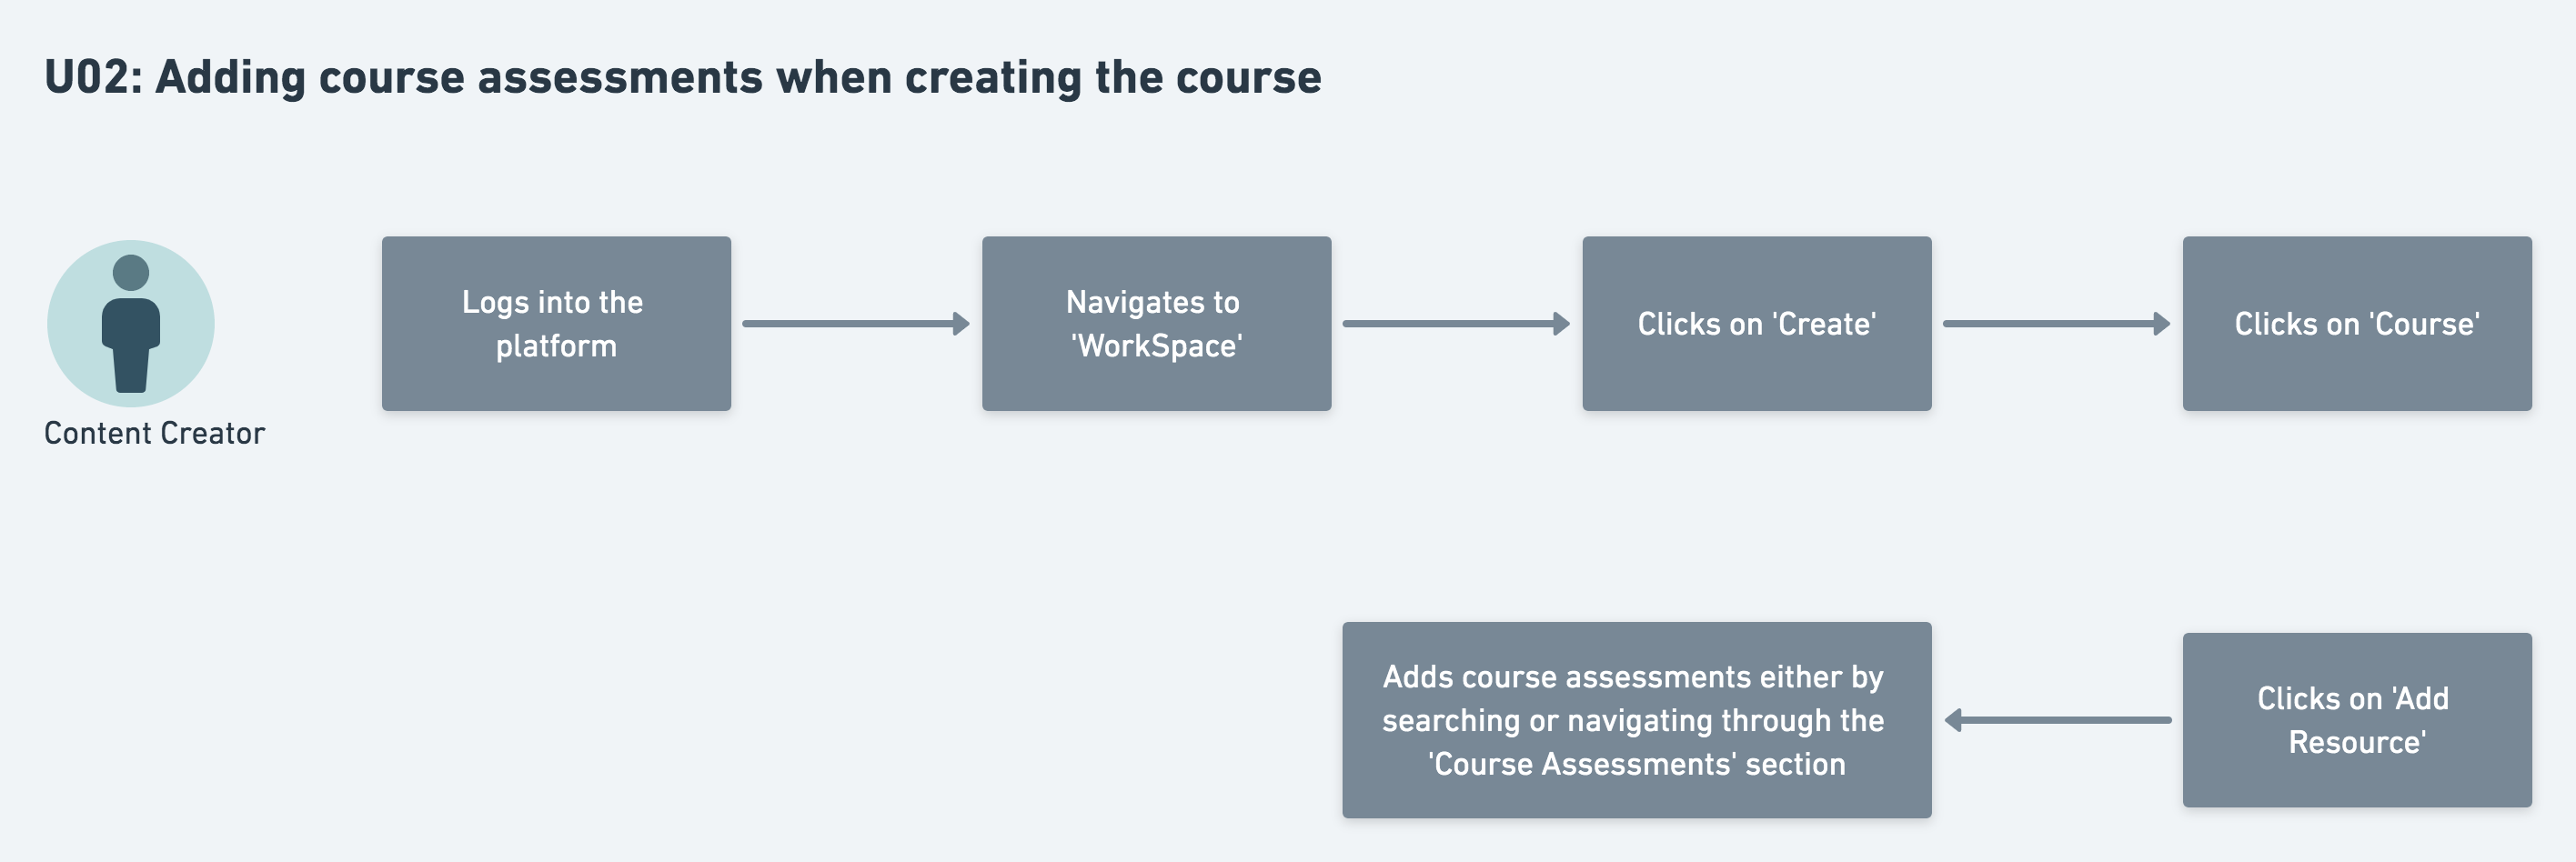 U02: Adding course assessments when creating the course
Content Creator
Logs into the
platform
Navigates to
'WorkSpace'
Clicks on 'Create'
Clicks on 'Course'
Clicks on 'Add
Resource'
Adds course assessments either by
searching or navigating through the
'Course Assessments' section